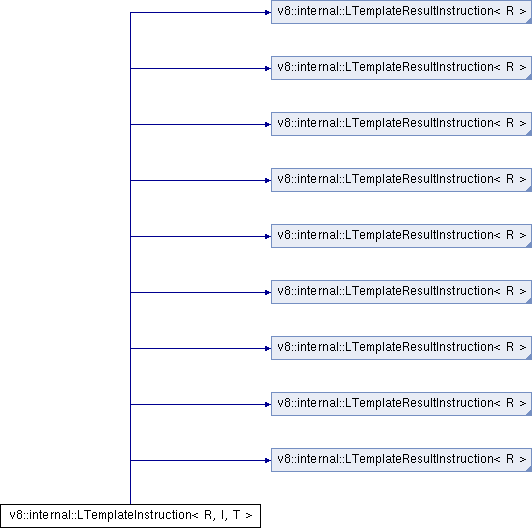 v8::internal::LTemplateResultInstruction< R >
v8::internal::LTemplateResultInstruction< R >
v8::internal::LTemplateResultInstruction< R >
v8::internal::LTemplateResultInstruction< R >
v8::internal::LTemplateResultInstruction< R >
v8::internal::LTemplateResultInstruction< R >
v8::internal::LTemplateResultInstruction< R >
v8::internal::LTemplateResultInstruction< R >
v8::internal::LTemplateResultInstruction< R >
v8::internal::LTemplateInstruction< R, I, T >